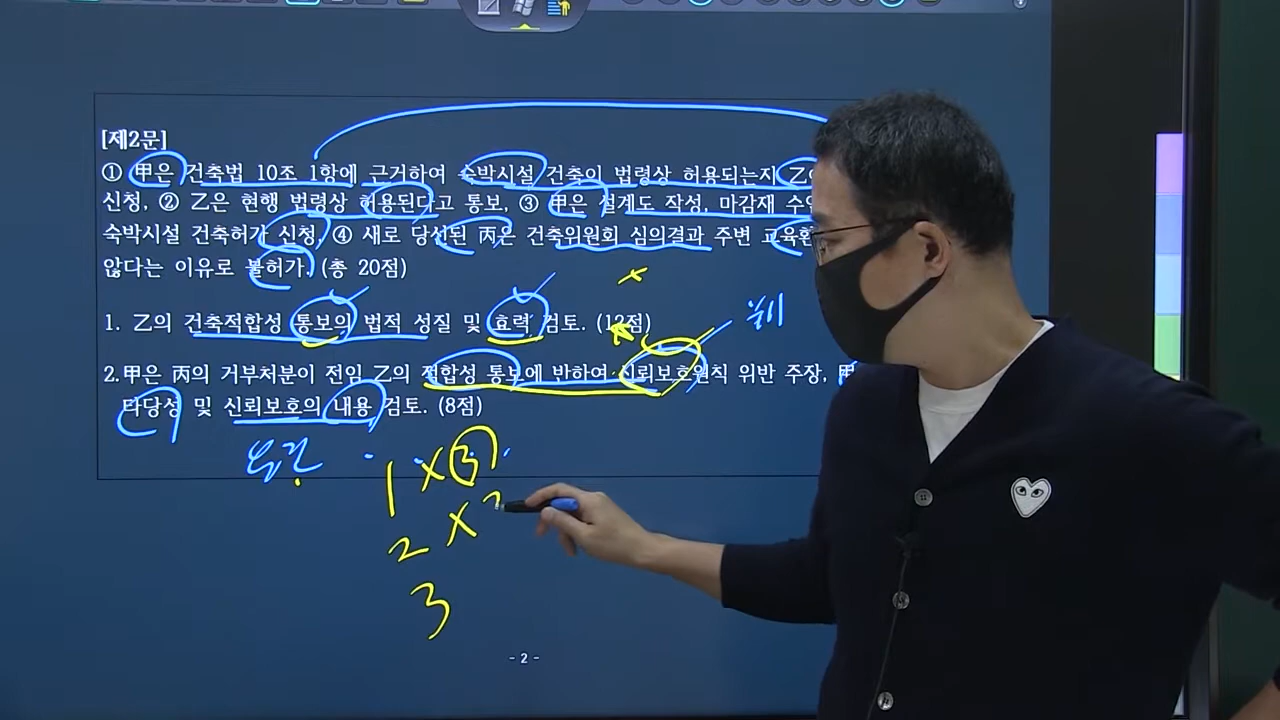 [제2문]
① 甲은 건축법 10조 1항에 근거하여 숙박시설 건축이 법령상 허용되는지 乙에
신청, ② 乙은 현행 법령상 허용된다고 통보, ③ 甲은 설계도 작성, 마감재 수
숙박시설 건축허가 신청, ④ 새로 당선된 丙은 건축위원회 심의결과 주변 교육환
않다는 이유로 불허가. (총 20점)
1. 乙의 건축적합성 통보의 법적 성질 및 효력 검토. (12점)
2.甲은 丙의 거부처분이 전임 乙의 적합성 통보에 반하여 신뢰보호원칙 위반 주장, 甲
타당성 및 신뢰보호의 내용 검토. (8점)
요건
1 × 3
2 ×
3
- 2 -